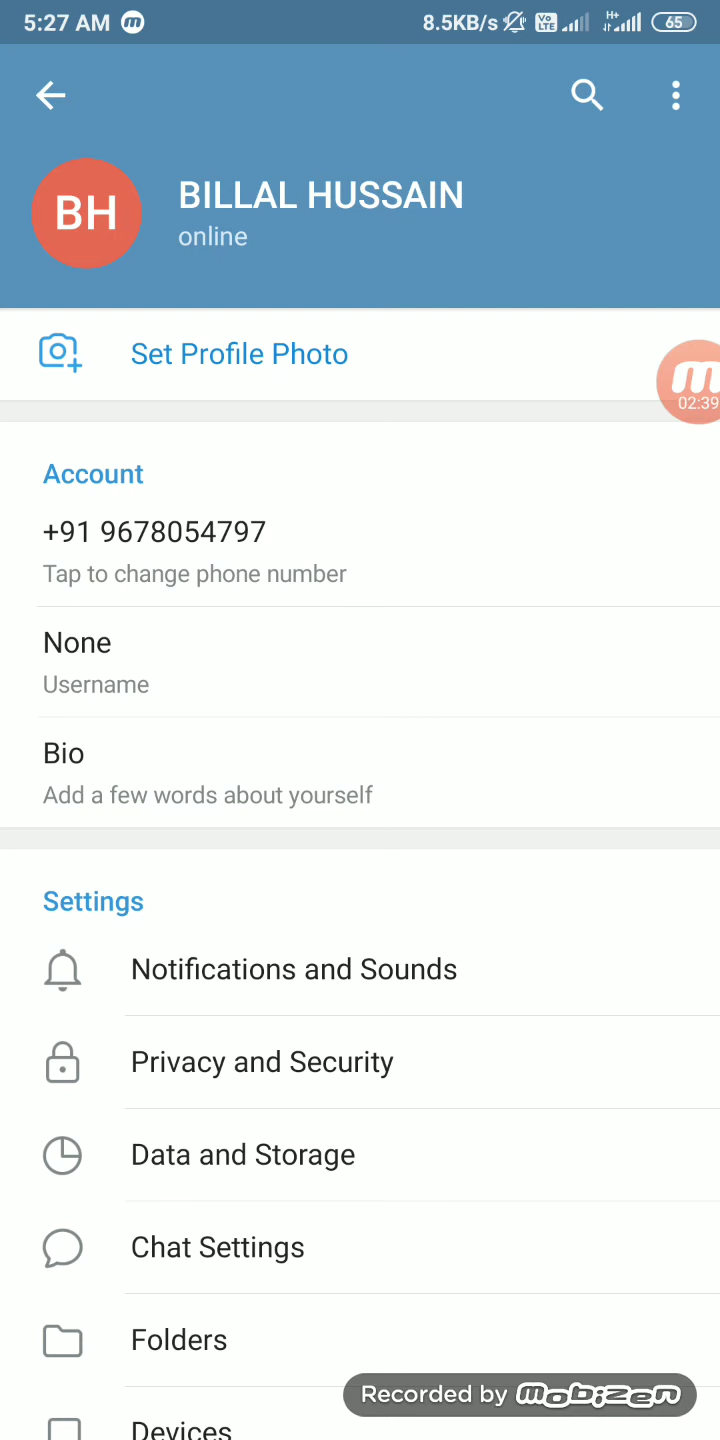 5:27 AM m 8.5KB/s Vo LTE H+ 65
BH
BILLAL HUSSAIN
online
Set Profile Photo
m
02:39
Account
+91 9678054797
Tap to change phone number
None
Username
Bio
Add a few words about yourself
Settings
Notifications and Sounds
Privacy and Security
Data and Storage
Chat Settings
Folders
Recorded by mobizen
Devices